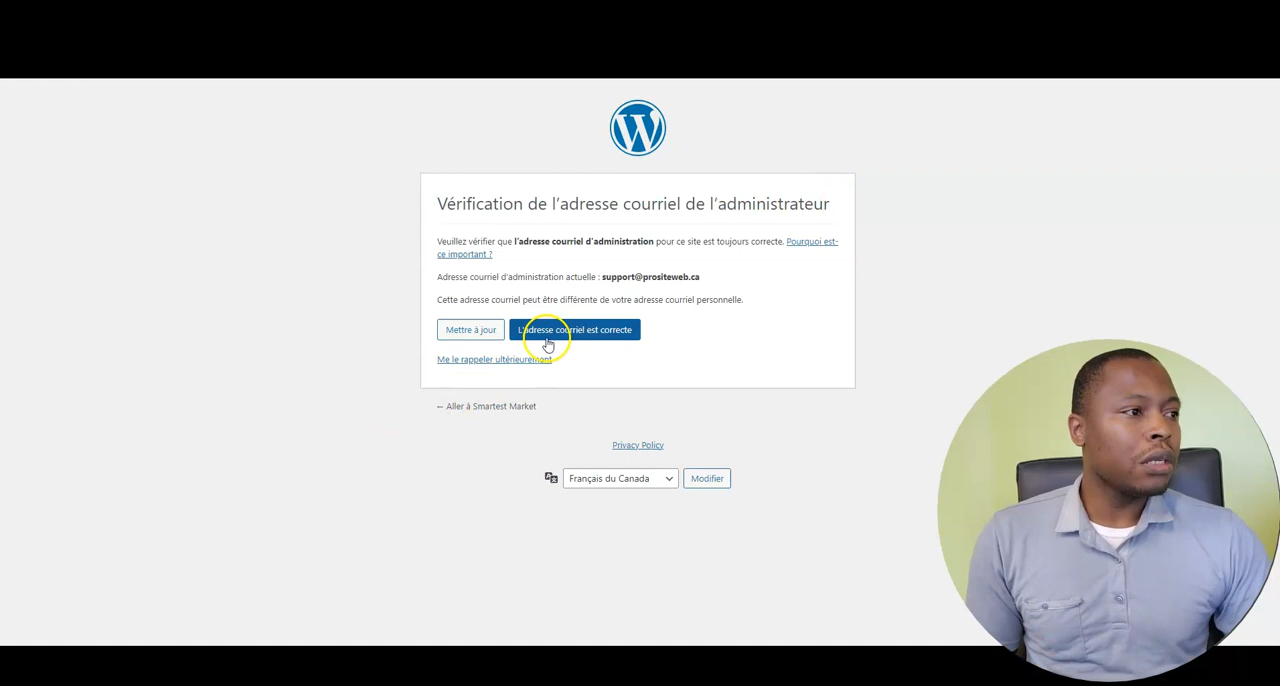 Vérification de l’adresse courriel de l’administrateur
Veuillez vérifier que l’adresse courriel d’administration pour ce site est toujours correcte. Pourquoi est-
ce important ?
Adresse courriel d’administration actuelle : support@prositeweb.ca
Cette adresse courriel peut être différente de votre adresse courriel personnelle.
Mettre à jour L’adresse courriel est correcte
Me le rappeler ultérieurement
← Aller à Smartest Market
Privacy Policy
Français du Canada Modifier